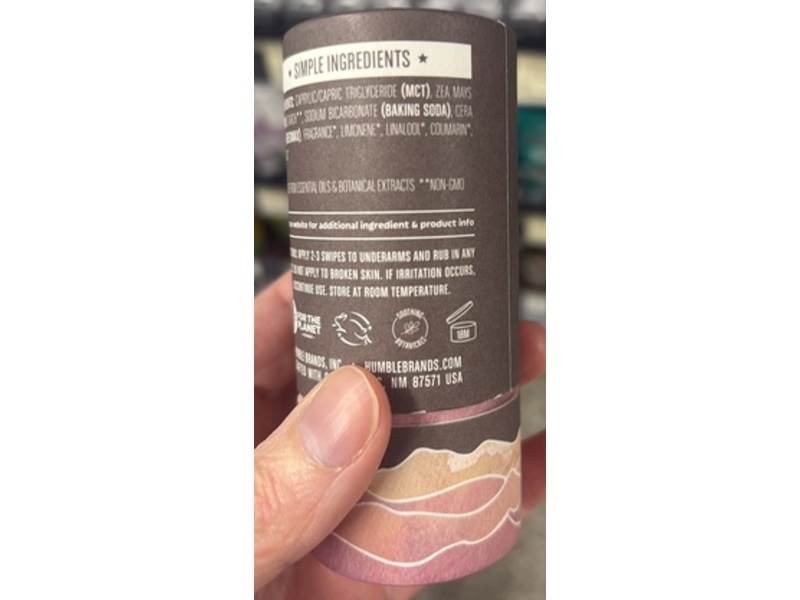 ★ SIMPLE INGREDIENTS ★
CAPRYLIC/CAPRIC TRIGLYCERIDE (MCT), ZEA MAYS
SODIUM BICARBONATE (BAKING SODA), CERA
FRAGRANCE*, LIMONENE*, LINALOOL*, COUMARIN*,
ESSENTIAL OILS & BOTANICAL EXTRACTS **NON-GMO
website for additional ingredient & product info
APPLY 2-3 SWIPES TO UNDERARMS AND RUB IN ANY
NOT APPLY TO BROKEN SKIN. IF IRRITATION OCCURS,
USE. STORE AT ROOM TEMPERATURE.
FOR THE
PLANET
SOOTHING
BOTANICALS
18M
BRANDS, INC.
HUMBLEBRANDS.COM
WITH
NM 87571 USA